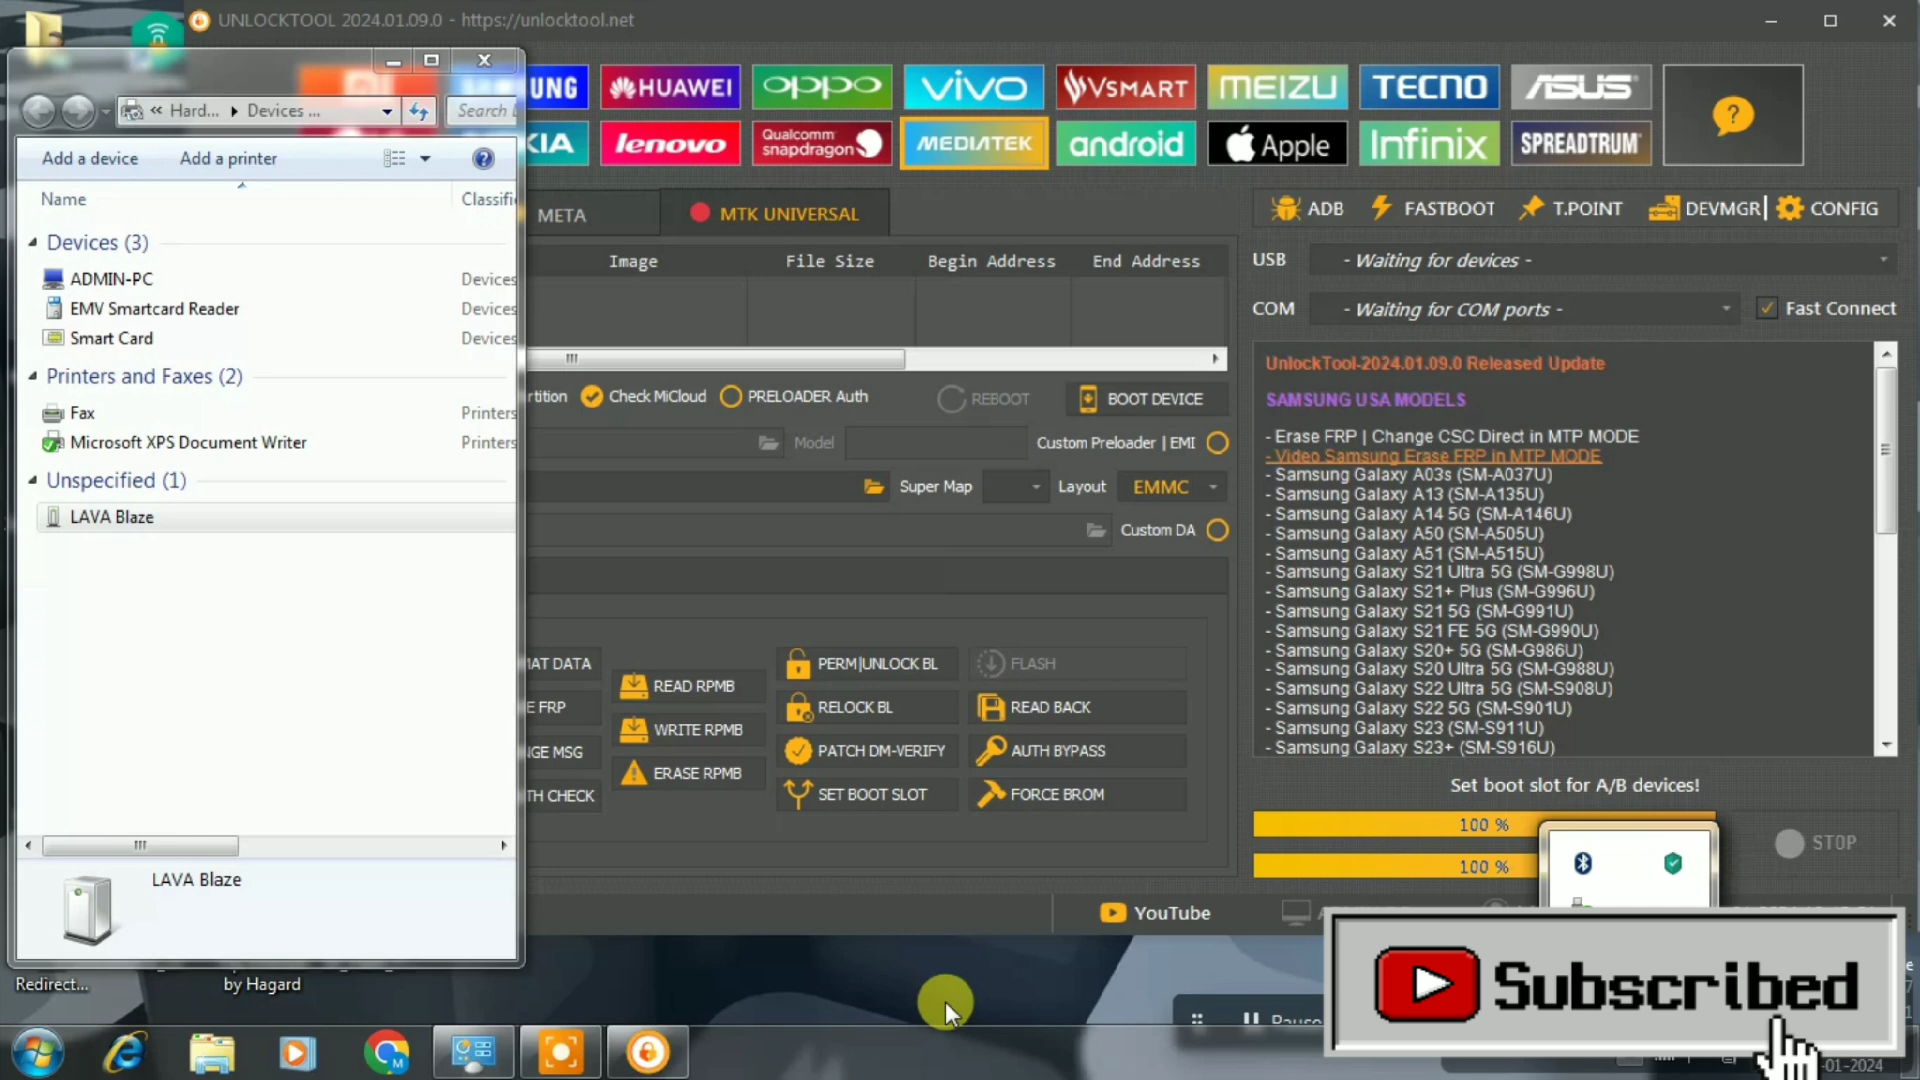 UNLOCKTOOL 2024.01.09.0 - https://unlocktool.net
UNG
HUAWEI
oppo
vivo
VSMART
MEIZU
TECNO
ASUS
?
KIA
lenovo
Qualcomm
snapdragon
MEDIATEK
android
Apple
Infinix
SPREADTRUM
« Hard... ▸ Devices ...
Search
Add a device
Add a printer
Name
Classifi
Devices (3)
ADMIN-PC Devices
EMV Smartcard Reader Devices
Smart Card Devices
Printers and Faxes (2)
Fax Printers
Microsoft XPS Document Writer Printers
Unspecified (1)
LAVA Blaze
LAVA Blaze
META
MTK UNIVERSAL
Image File Size Begin Address End Address
rtition Check MiCloud PRELOADER Auth REBOOT BOOT DEVICE
Model Custom Preloader | EMI
Super Map Layout EMMC
Custom DA
MAT DATA
E FRP
NGE MSG
TH CHECK
READ RPMB
WRITE RPMB
ERASE RPMB
PERM|UNLOCK BL
RELOCK BL
PATCH DM-VERIFY
SET BOOT SLOT
FLASH
READ BACK
AUTH BYPASS
FORCE BROM
ADB FASTBOOT T.POINT DEVMGR CONFIG
USB - Waiting for devices -
COM - Waiting for COM ports - Fast Connect
UnlockTool-2024.01.09.0 Released Update
SAMSUNG USA MODELS
- Erase FRP | Change CSC Direct in MTP MODE
- Video Samsung Erase FRP in MTP MODE
- Samsung Galaxy A03s (SM-A037U)
- Samsung Galaxy A13 (SM-A135U)
- Samsung Galaxy A14 5G (SM-A146U)
- Samsung Galaxy A50 (SM-A505U)
- Samsung Galaxy A51 (SM-A515U)
- Samsung Galaxy S21 Ultra 5G (SM-G998U)
- Samsung Galaxy S21+ Plus (SM-G996U)
- Samsung Galaxy S21 5G (SM-G991U)
- Samsung Galaxy S21 FE 5G (SM-G990U)
- Samsung Galaxy S20+ 5G (SM-G986U)
- Samsung Galaxy S20 Ultra 5G (SM-G988U)
- Samsung Galaxy S22 Ultra 5G (SM-S908U)
- Samsung Galaxy S22 5G (SM-S901U)
- Samsung Galaxy S23 (SM-S911U)
- Samsung Galaxy S23+ (SM-S916U)
Set boot slot for A/B devices!
100 %
100 %
STOP
YouTube
Redirect...
by Hagard
Pause
Subscribed
-01-2024